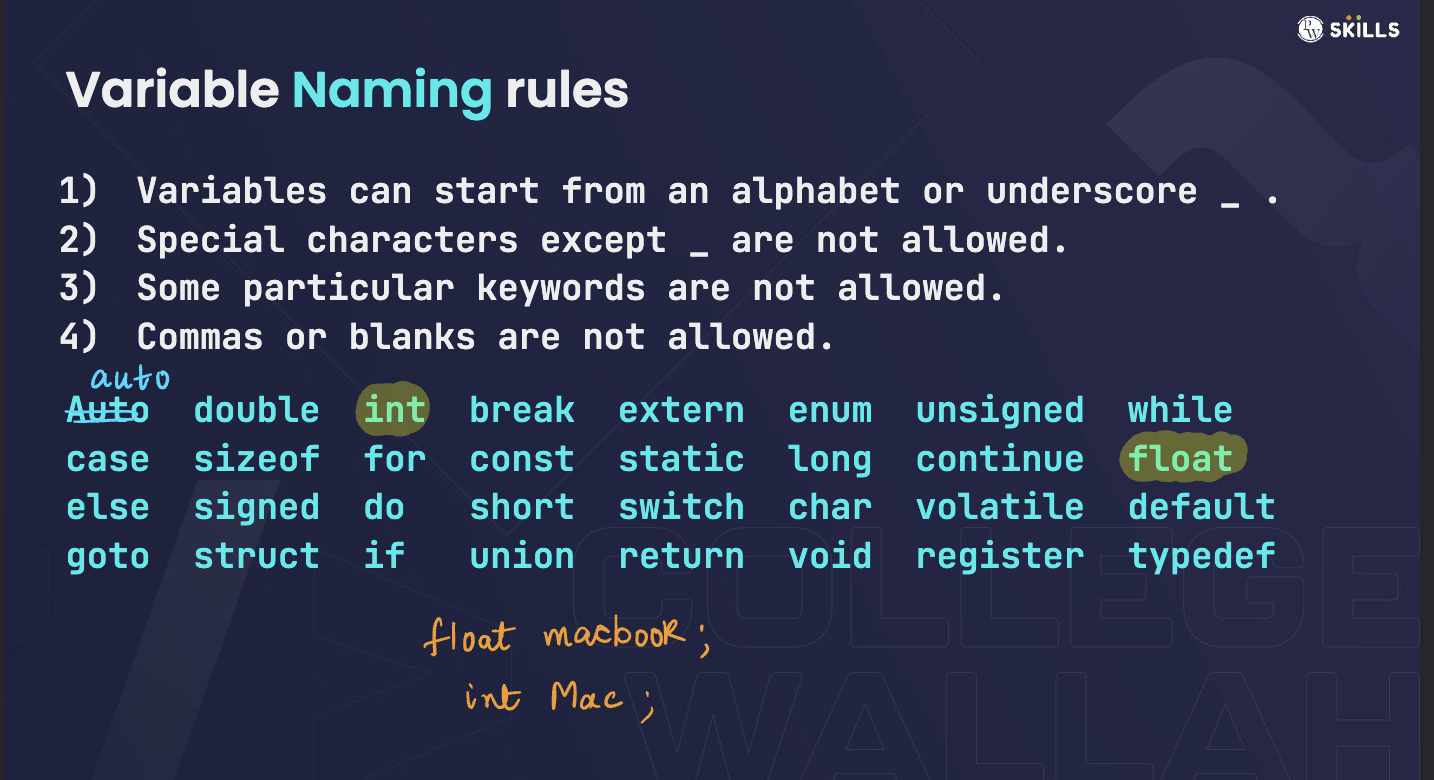 PW SKILLS
Variable Naming rules
1) Variables can start from an alphabet or underscore _ .
2) Special characters except _ are not allowed.
3) Some particular keywords are not allowed.
4) Commas or blanks are not allowed.
auto
Auto double int break extern enum unsigned while
case sizeof for const static long continue float
else signed do short switch char volatile default
goto struct if union return void register typedef
float macbook;
int Mac;
COLLEGE
WALLAH